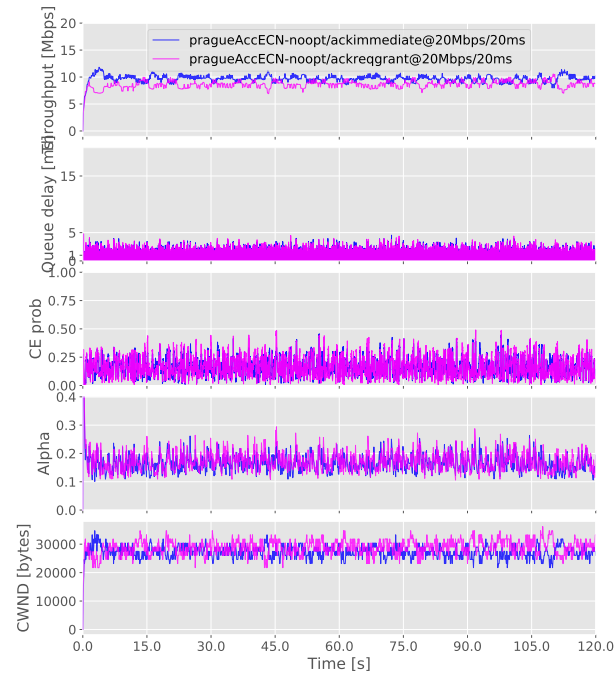 pragueAccECN-noopt/ackimmediate@20Mbps/20ms
pragueAccECN-noopt/ackreqgrant@20Mbps/20ms
Throughput [Mbps]
20
15
10
5
0
Queue delay [ms]
15
5
1
0
CE prob
1.00
0.75
0.50
0.25
0.00
Alpha
0.4
0.3
0.2
0.1
0.0
CWND [bytes]
30000
20000
10000
0
0.0 15.0 30.0 45.0 60.0 75.0 90.0 105.0 120.0
Time [s]